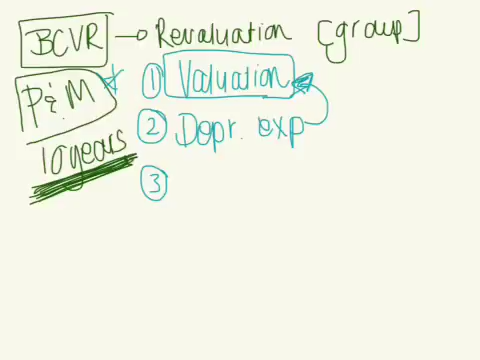 BCVR → Revaluation [group]
P&M * ① Valuation
② Depr. exp
10 years
③